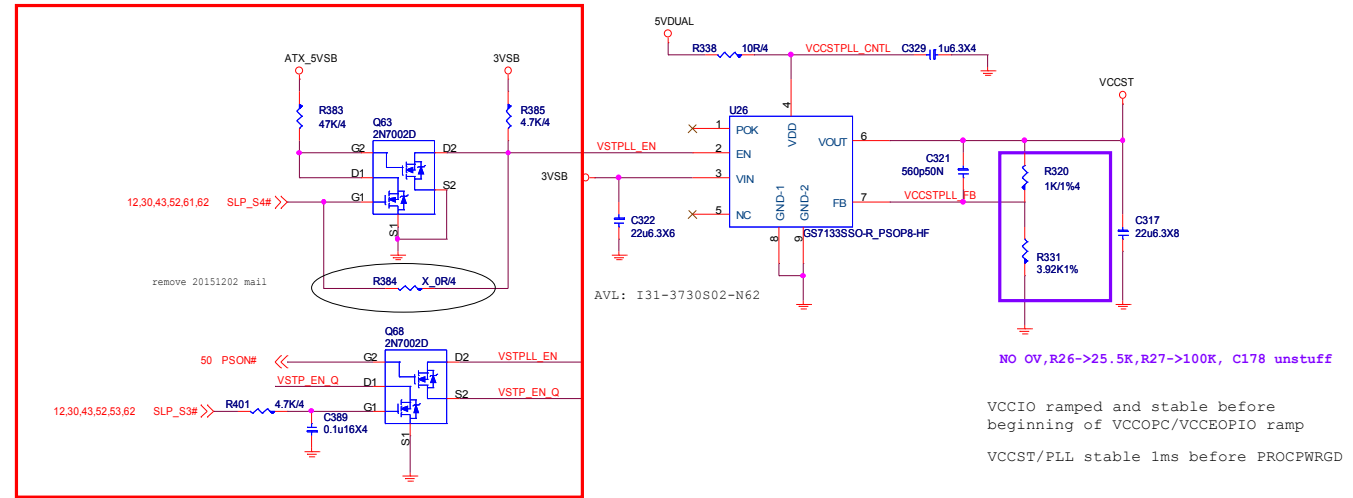 5VDUAL
R338 10R/4 VCCSTPLL_CNTL C329 1u6.3X4
ATX_5VSB 3VSB VCCST
R383
47K/4
R385
4.7K/4
Q63
2N7002D
G2 D2
D1 S2
G1
S1
VSTPLL_EN
3VSB
12,30,43,52,61,62 SLP_S4#
U26
1 POK
2 EN
3 VIN
5 NC
4 VDD
VOUT 6
FB 7
GND-1 GND-2
8 9
GS7133SSO-R_PSOP8-HF
C322
22u6.3X6
C321
560p50N
VCCSTPLL_FB
R320
1K/1%4
R331
3.92K1%
C317
22u6.3X8
remove 20151202 mail
R384 X_0R/4
AVL: I31-3730S02-N62
Q68
2N7002D
50 PSON#
G2 D2 VSTPLL_EN
VSTP_EN_Q D1
S2 VSTP_EN_Q
12,30,43,52,53,62 SLP_S3# R401 4.7K/4 G1
C389
0.1u16X4
S1
NO OV,R26->25.5K,R27->100K, C178 unstuff
VCCIO ramped and stable before
beginning of VCCOPC/VCCEOPIO ramp
VCCST/PLL stable 1ms before PROCPWRGD